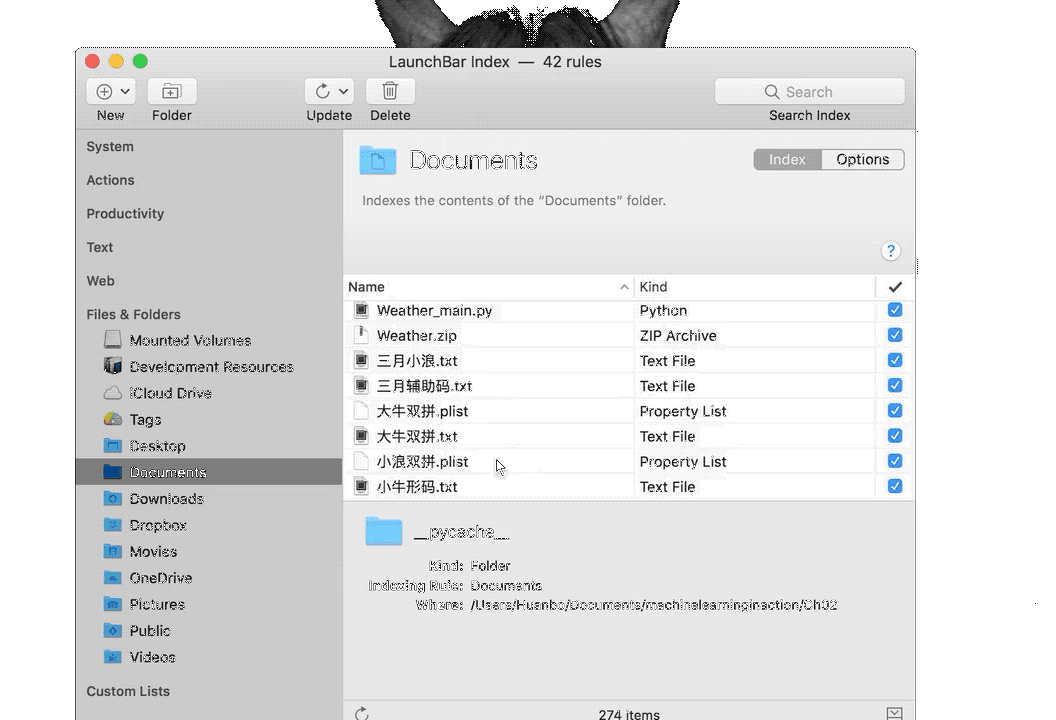 LaunchBar Index — 42 rules
New
Folder
Update
Delete
Search
Search Index
System
Actions
Productivity
Text
Web
Files & Folders
Mounted Volumes
Development Resources
iCloud Drive
Tags
Desktop
Documents
Downloads
Dropbox
Movies
OneDrive
Pictures
Public
Videos
Custom Lists
Documents
Index Options
Indexes the contents of the “Documents” folder.
?
Name Kind
Weather_main.py Python
Weather.zip ZIP Archive
三月小浪.txt Text File
三月辅助码.txt Text File
大牛双拼.plist Property List
大牛双拼.txt Text File
小浪双拼.plist Property List
小牛形码.txt Text File
__pycache__
Kind: Folder
Indexing Rule: Documents
Where: /Users/Huanbo/Documents/machinelearninginaction/Ch02
274 items